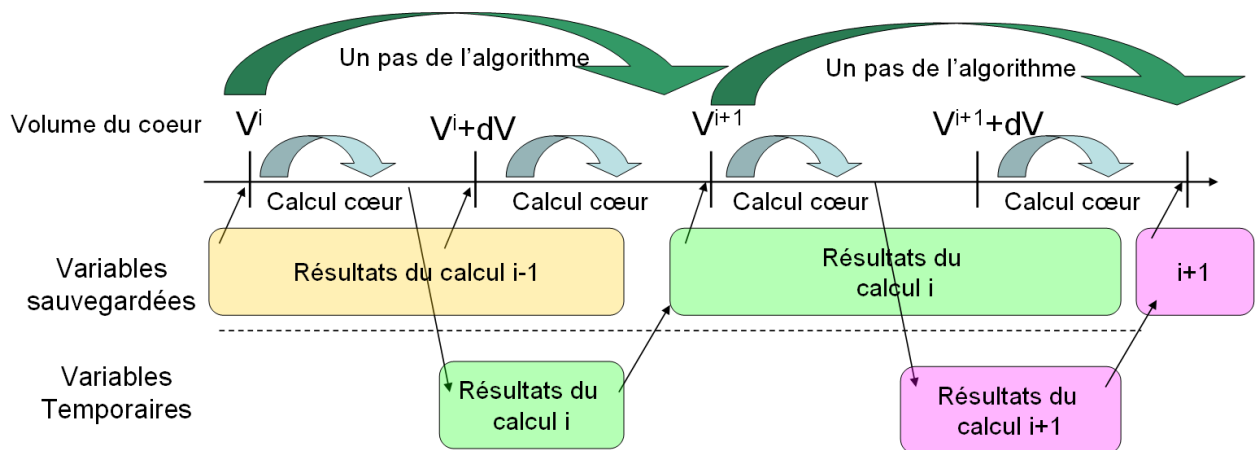 Un pas de l’algorithme
Un pas de l’algorithme
Volume du coeur
Vⁱ
Vⁱ+dV
Vⁱ⁺¹
Vⁱ⁺¹+dV
Calcul cœur
Calcul cœur
Calcul cœur
Calcul cœur
Variables
sauvegardées
Résultats du calcul i-1
Résultats du
calcul i
i+1
Variables
Temporaires
Résultats du
calcul i
Résultats du
calcul i+1